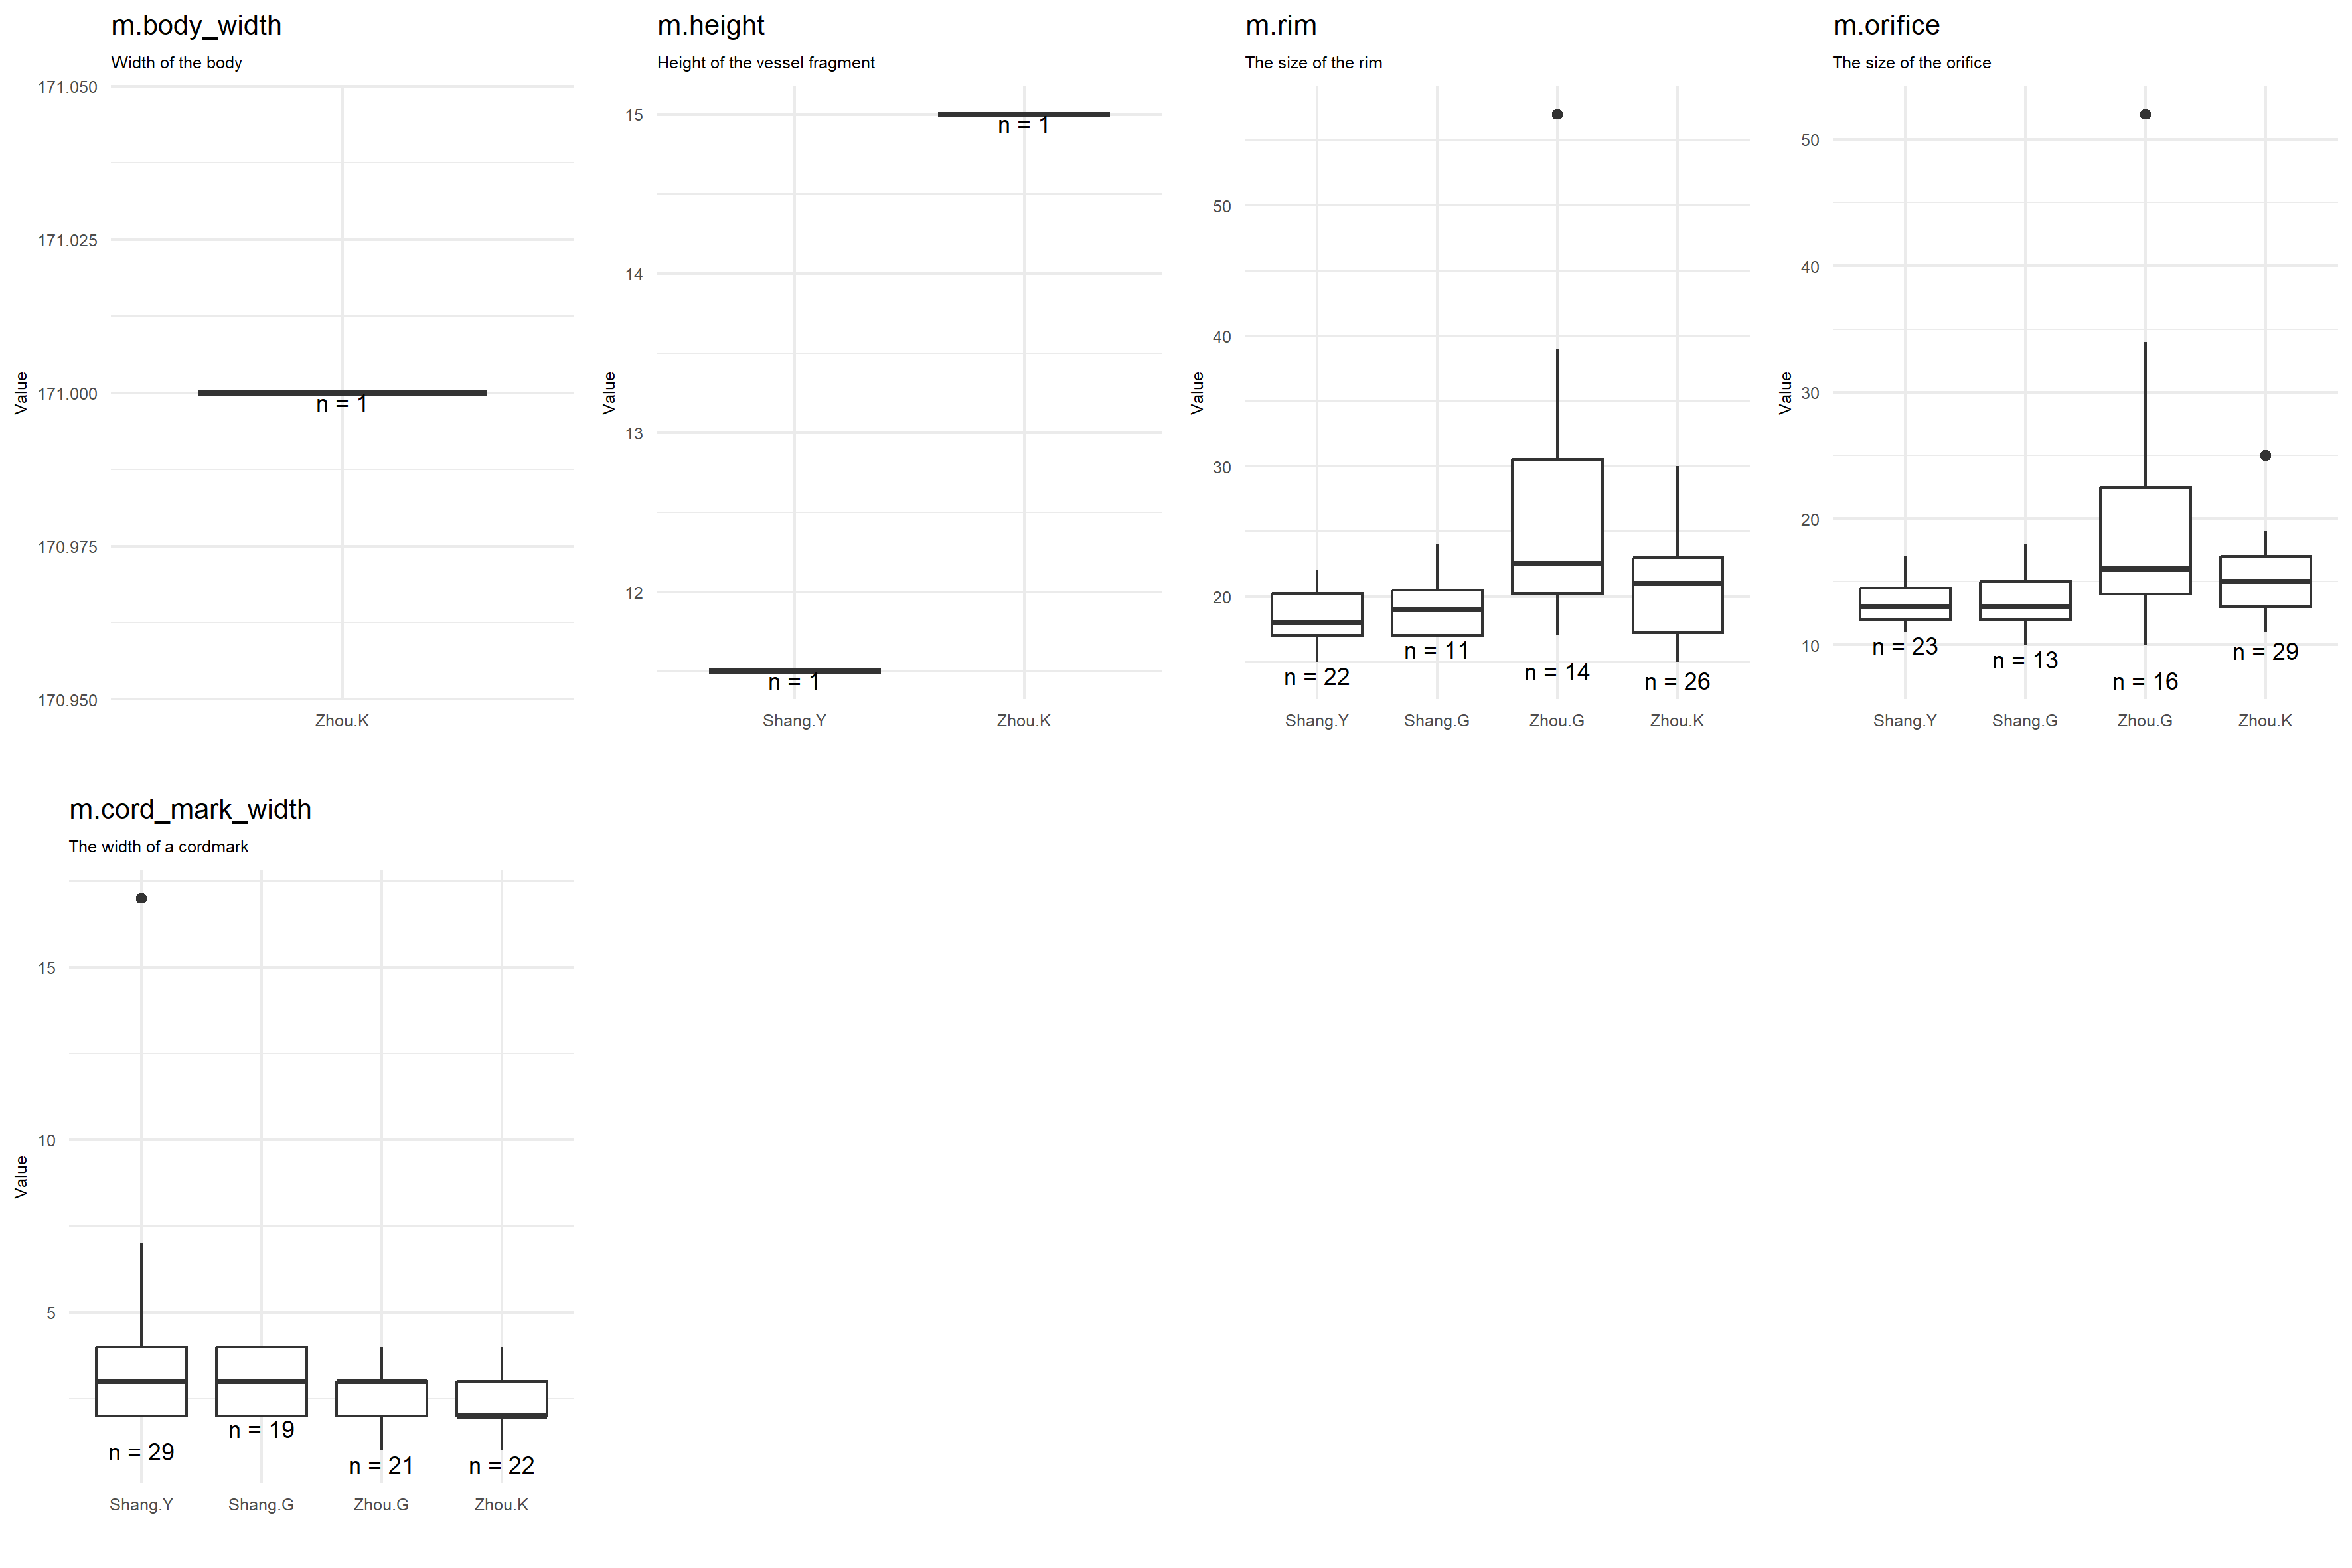 m.body_width
Width of the body
Value
171.050
171.025
171.000
170.975
170.950
n = 1
Zhou.K
m.height
Height of the vessel fragment
Value
15
14
13
12
n = 1
n = 1
Shang.Y Zhou.K
m.rim
The size of the rim
Value
50
40
30
20
n = 22 n = 11 n = 14 n = 26
Shang.Y Shang.G Zhou.G Zhou.K
m.orifice
The size of the orifice
Value
50
40
30
20
10
n = 23 n = 13 n = 16 n = 29
Shang.Y Shang.G Zhou.G Zhou.K
m.cord_mark_width
The width of a cordmark
Value
15
10
5
n = 29 n = 19 n = 21 n = 22
Shang.Y Shang.G Zhou.G Zhou.K